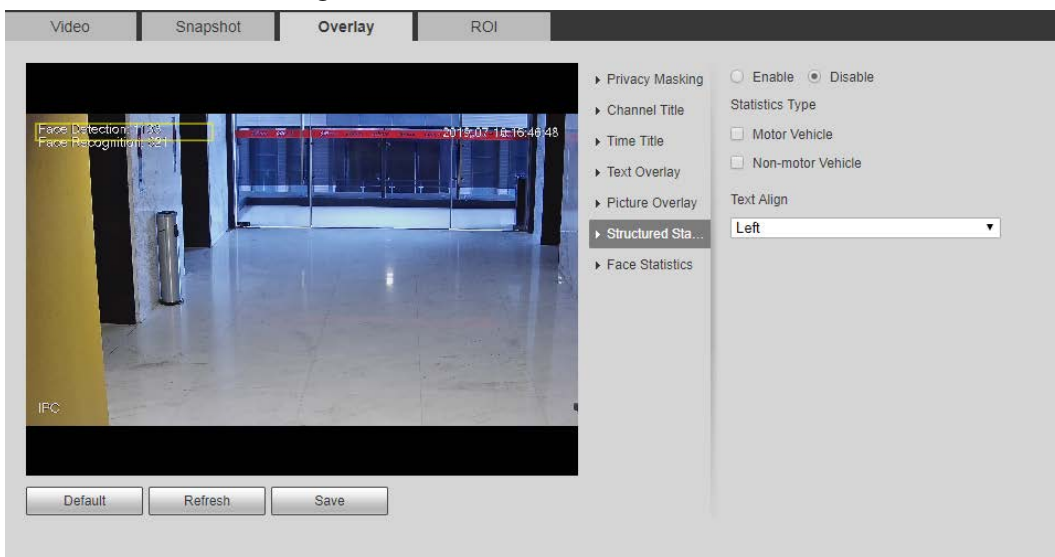 Video Snapshot Overlay ROI
Privacy Masking
Channel Title
Time Title
Text Overlay
Picture Overlay
Structured Sta...
Face Statistics
Enable Disable
Statistics Type
Motor Vehicle
Non-motor Vehicle
Text Align
Left
Face Detection:
Face Recognition:
IPC
Default Refresh Save